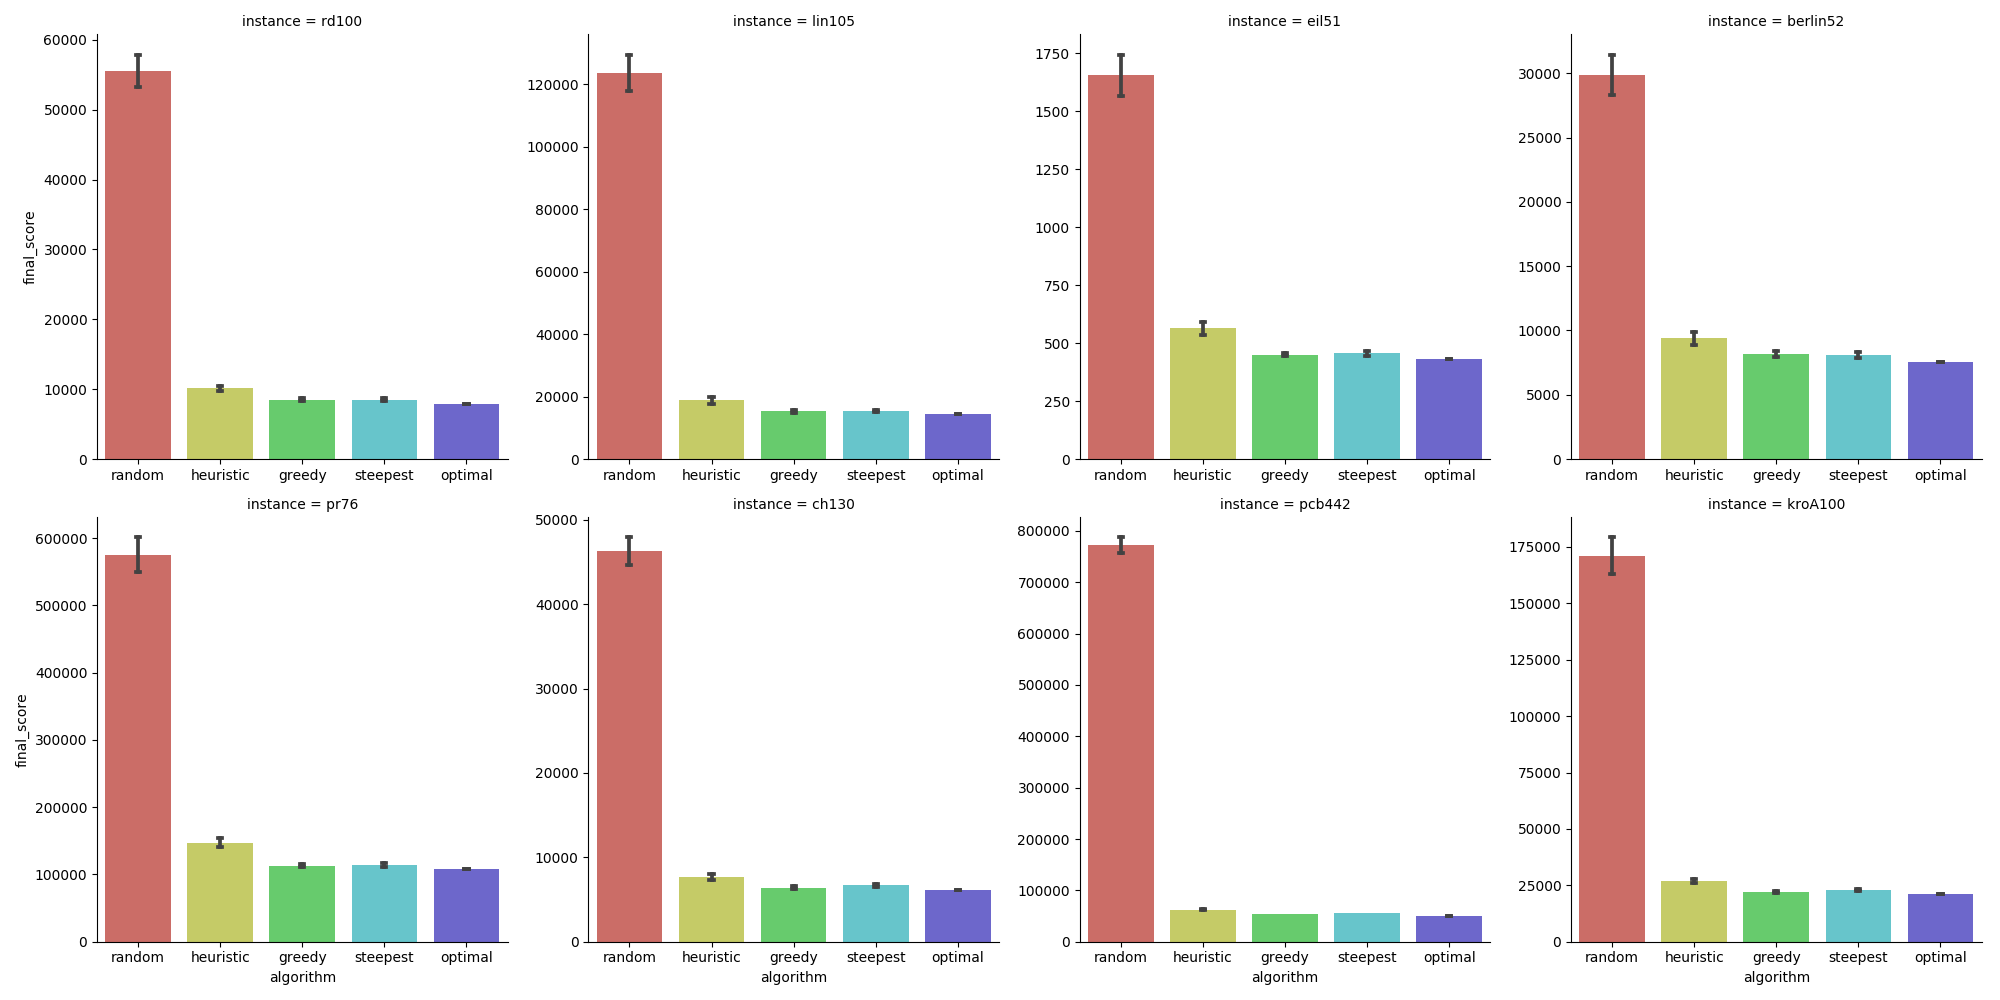 instance = rd100
60000
50000
40000
30000
20000
10000
0
final_score
random heuristic greedy steepest optimal
instance = lin105
120000
100000
80000
60000
40000
20000
0
random heuristic greedy steepest optimal
instance = eil51
1750
1500
1250
1000
750
500
250
0
random heuristic greedy steepest optimal
instance = berlin52
30000
25000
20000
15000
10000
5000
0
random heuristic greedy steepest optimal
instance = pr76
600000
500000
400000
300000
200000
100000
0
final_score
random heuristic greedy steepest optimal
algorithm
instance = ch130
50000
40000
30000
20000
10000
0
random heuristic greedy steepest optimal
algorithm
instance = pcb442
800000
700000
600000
500000
400000
300000
200000
100000
0
random heuristic greedy steepest optimal
algorithm
instance = kroA100
175000
150000
125000
100000
75000
50000
25000
0
random heuristic greedy steepest optimal
algorithm